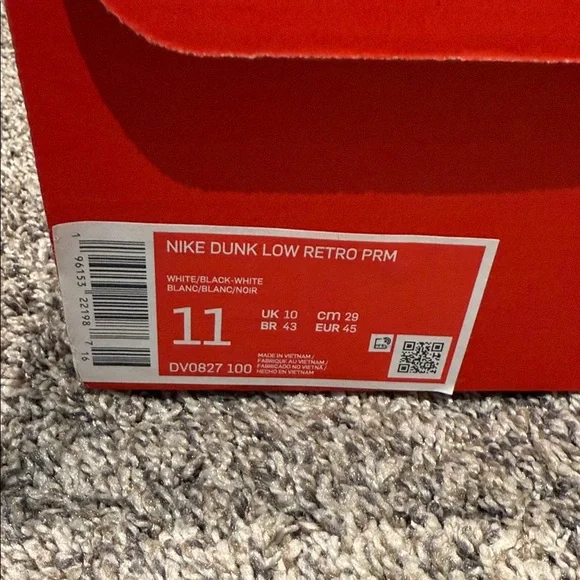 NIKE DUNK LOW RETRO PRM
WHITE/BLACK-WHITE
BLANC/BLANC/NOIR
11
UK 10 cm 29
BR 43 EUR 45
DV0827 100
MADE IN VIETNAM /
FABRIQUE AU VIETNAM /
FABRICADO NO VIETNÃ /
HECHO EN VIETNAM
1 96153 22198 7 16